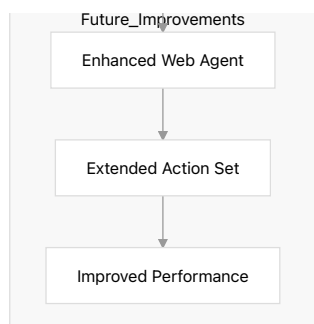 Future_Improvements
Enhanced Web Agent
Extended Action Set
Improved Performance